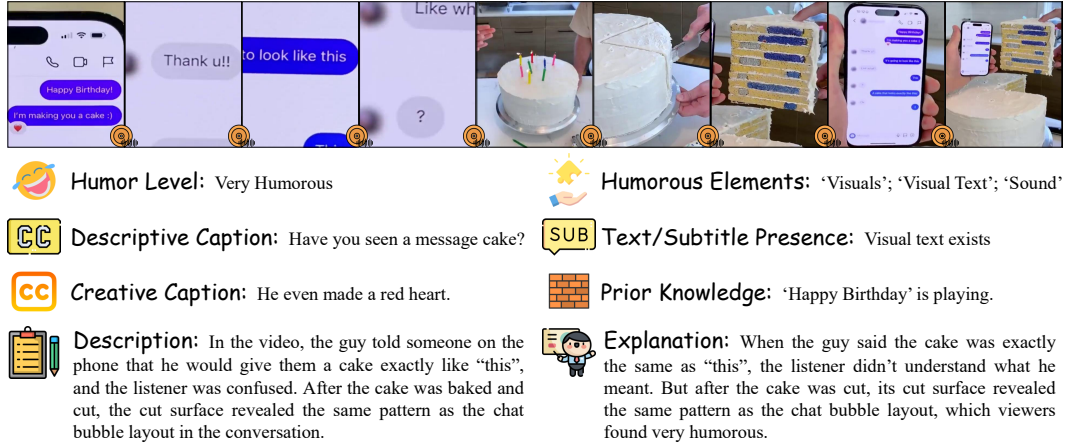 Happy Birthday!
I'm making you a cake :)
Thank u!!
to look like this
Like wh
?
Humor Level: Very Humorous
Humorous Elements: ‘Visuals’; ‘Visual Text’; ‘Sound’
CC Descriptive Caption: Have you seen a message cake?
SUB Text/Subtitle Presence: Visual text exists
cc Creative Caption: He even made a red heart.
Prior Knowledge: ‘Happy Birthday’ is playing.
Description: In the video, the guy told someone on the
phone that he would give them a cake exactly like “this”,
and the listener was confused. After the cake was baked and
cut, the cut surface revealed the same pattern as the chat
bubble layout in the conversation.
Explanation: When the guy said the cake was exactly
the same as “this”, the listener didn’t understand what he
meant. But after the cake was cut, its cut surface revealed
the same pattern as the chat bubble layout, which viewers
found very humorous.